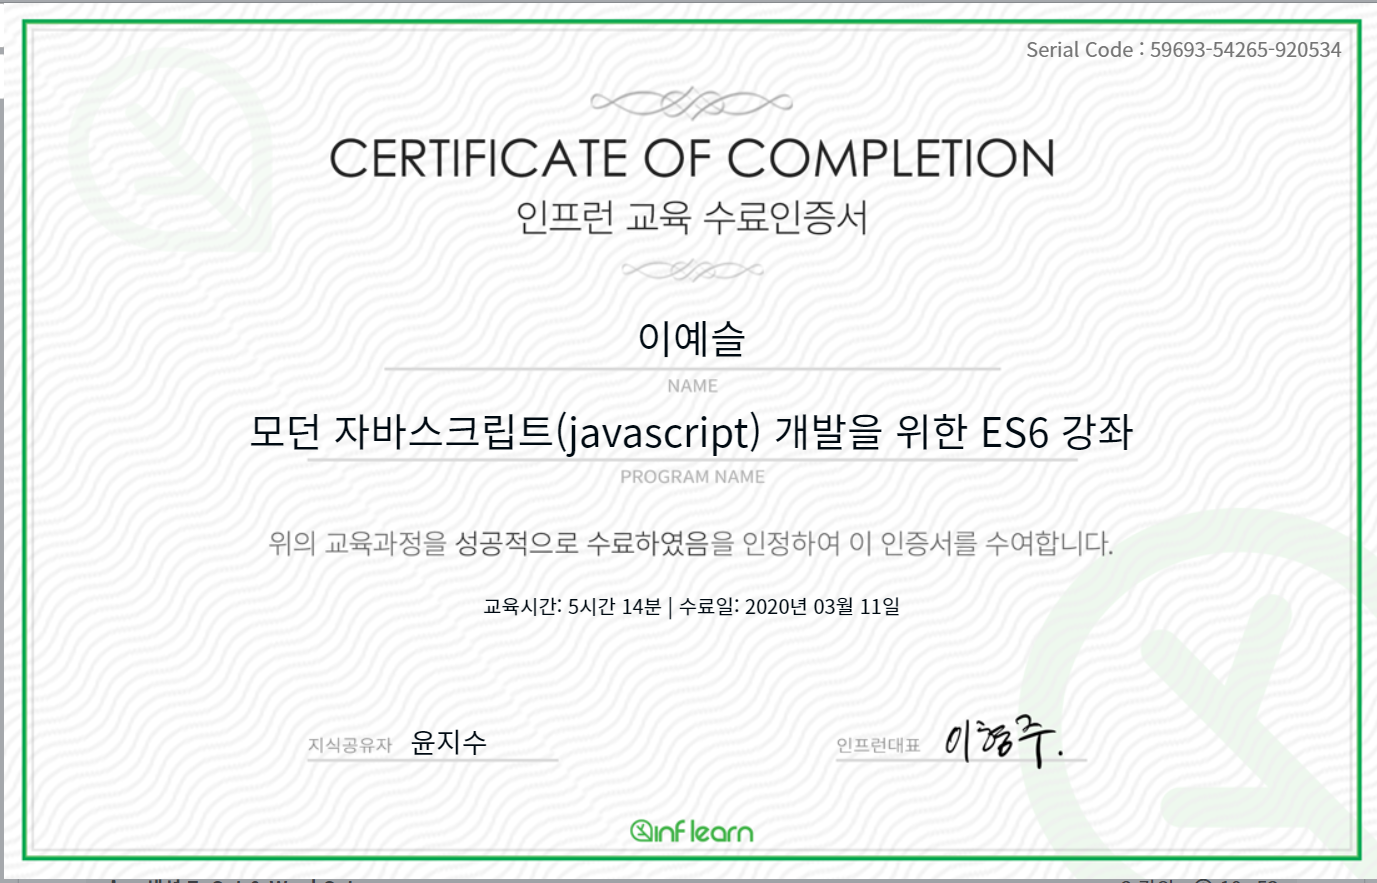 Serial Code : 59693-54265-920534
CERTIFICATE OF COMPLETION
인프런 교육 수료인증서
이예슬
NAME
모던 자바스크립트(javascript) 개발을 위한 ES6 강좌
PROGRAM NAME
위의 교육과정을 성공적으로 수료하였음을 인정하여 이 인증서를 수여합니다.
교육시간: 5시간 14분 | 수료일: 2020년 03월 11일
지식공유자 윤지수
인프런대표 이형주.
inflearn